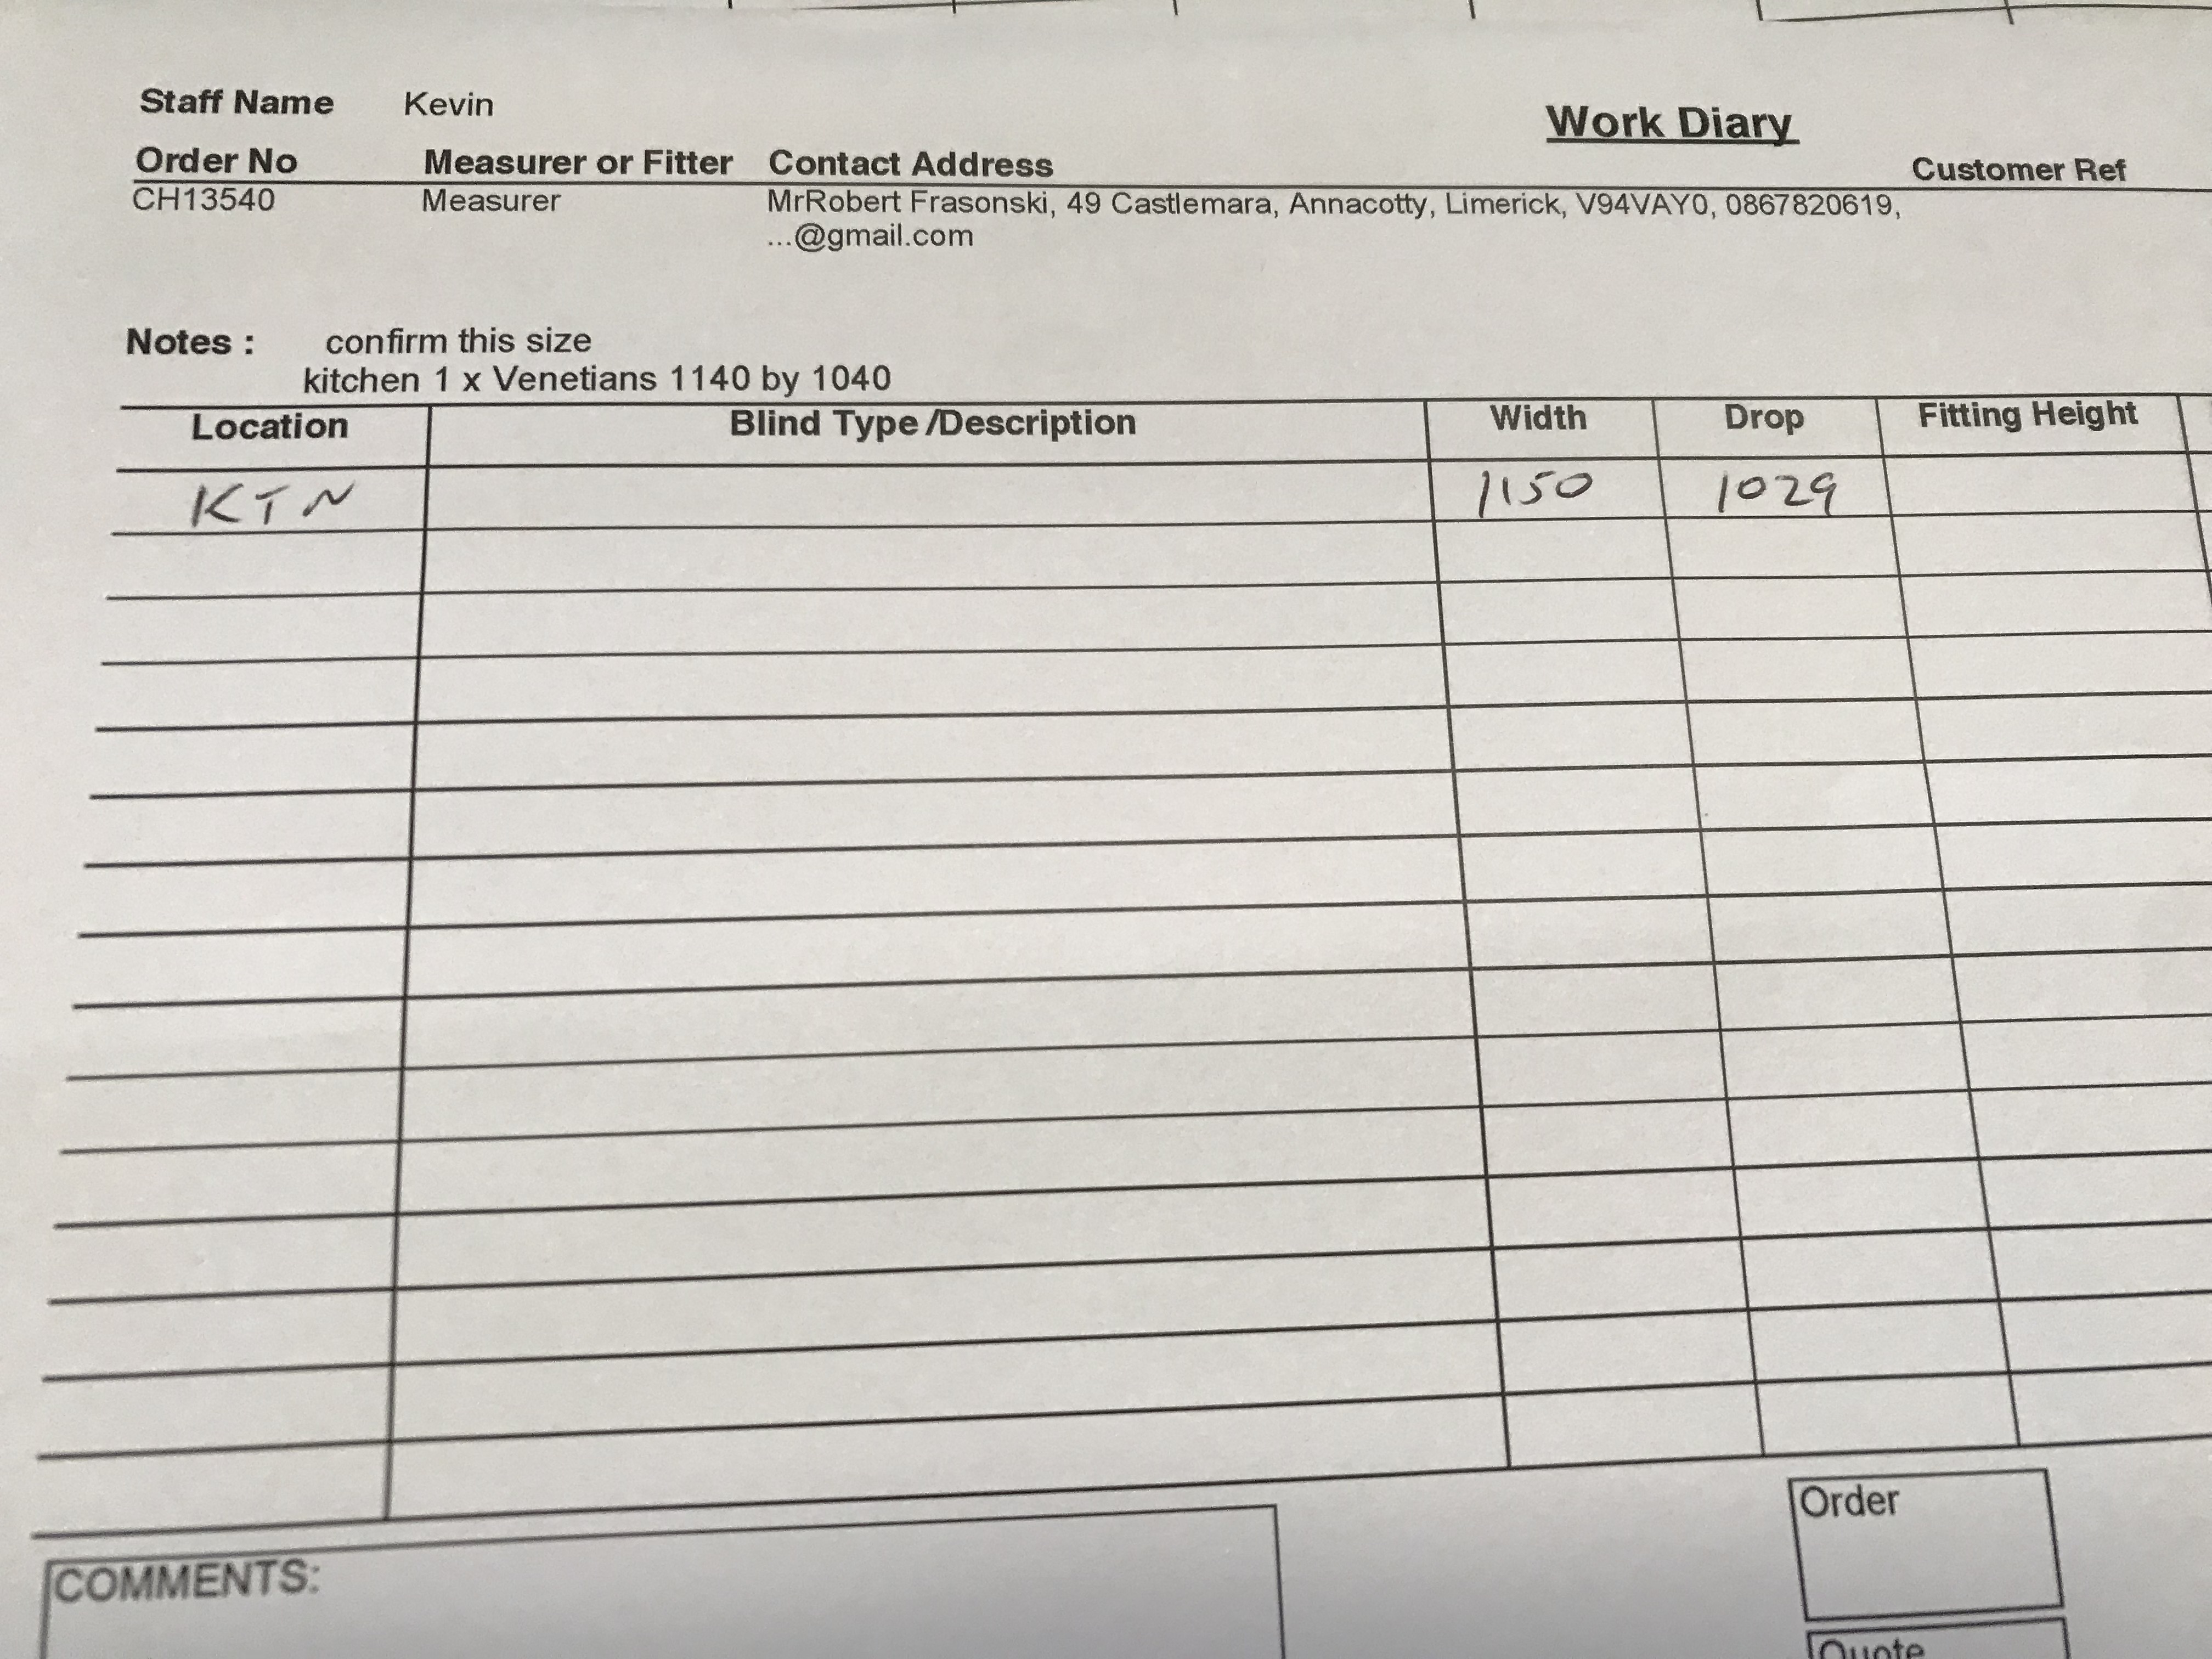 Staff Name Kevin
Work Diary
Order No Measurer or Fitter Contact Address Customer Ref
CH13540 Measurer MrRobert Frasonski, 49 Castlemara, Annacotty, Limerick, V94VAY0, 0867820619,
...@gmail.com
Notes : confirm this size
kitchen 1 x Venetians 1140 by 1040
Location Blind Type /Description Width Drop Fitting Height
KTN 1150 1029
Order
COMMENTS:
Quote